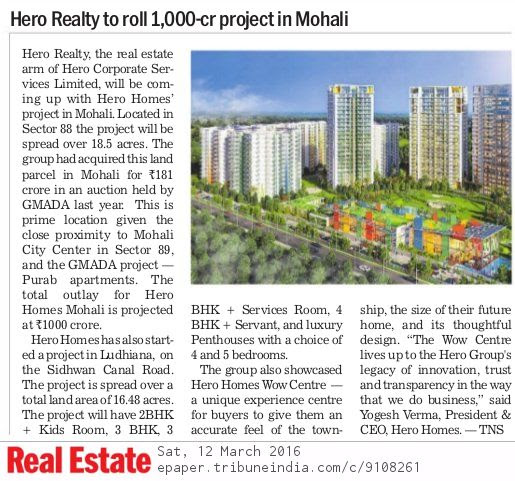 Hero Realty to roll 1,000-cr project in Mohali
Hero Realty, the real estate
arm of Hero Corporate Ser-
vices Limited, will be com-
ing up with Hero Homes'
project in Mohali. Located in
Sector 88 the project will be
spread over 18.5 acres. The
group had acquired this land
parcel in Mohali for ₹181
crore in an auction held by
GMADA last year. This is
prime location given the
close proximity to Mohali
City Center in Sector 89,
and the GMADA project —
Purab apartments. The
total outlay for Hero
Homes Mohali is projected
at ₹1000 crore.
Hero Homes has also start-
ed a project in Ludhiana, on
the Sidhwan Canal Road.
The project is spread over a
total land area of 16.48 acres.
The project will have 2BHK
+ Kids Room, 3 BHK, 3
BHK + Services Room, 4
BHK + Servant, and luxury
Penthouses with a choice of
4 and 5 bedrooms.
The group also showcased
Hero Homes Wow Centre —
a unique experience centre
for buyers to give them an
accurate feel of the town-
ship, the size of their future
home, and its thoughtful
design. “The Wow Centre
lives up to the Hero Group's
legacy of innovation, trust
and transparency in the way
that we do business,” said
Yogesh Verma, President &
CEO, Hero Homes. — TNS
Real Estate
Sat, 12 March 2016
epaper.tribuneindia.com/c/9108261